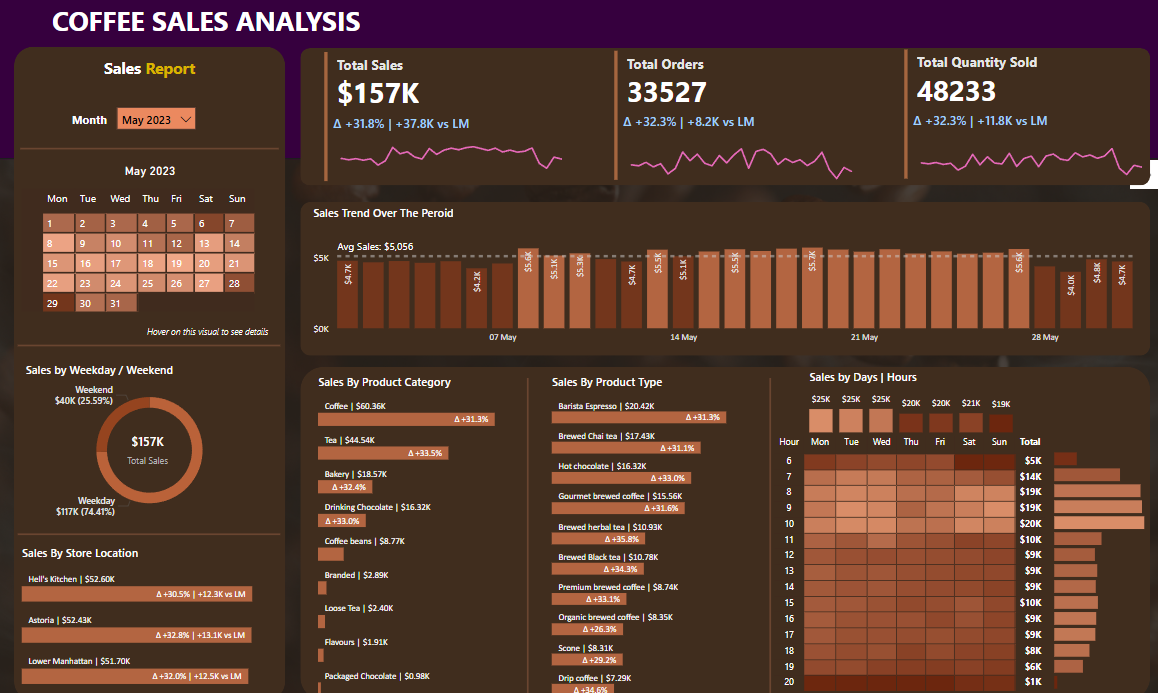 COFFEE SALES ANALYSIS
Sales Report
Month May 2023
May 2023
Mon Tue Wed Thu Fri Sat Sun
1 2 3 4 5 6 7
8 9 10 11 12 13 14
15 16 17 18 19 20 21
22 23 24 25 26 27 28
29 30 31
Hover on this visual to see details
Sales by Weekday / Weekend
Weekend
$40K (25.59%)
$157K
Total Sales
Weekday
$117K (74.41%)
Sales By Store Location
Hell's Kitchen | $52.60K
Δ +30.5% | +12.3K vs LM
Astoria | $52.43K
Δ +32.8% | +13.1K vs LM
Lower Manhattan | $51.70K
Δ +32.0% | +12.5K vs LM
Total Sales
$157K
Δ +31.8% | +37.8K vs LM
Total Orders
33527
Δ +32.3% | +8.2K vs LM
Total Quantity Sold
48233
Δ +32.3% | +11.8K vs LM
Sales Trend Over The Peroid
Avg Sales: $5,056
$5K
$0K
$4.7K $4.2K $5.6K $5.1K $5.3K $4.7K $5.5K $5.1K $5.5K $5.7K $5.6K $4.0K $4.8K $4.7K
07 May 14 May 21 May 28 May
Sales By Product Category
Coffee | $60.36K
Δ +31.3%
Tea | $44.54K
Δ +33.5%
Bakery | $18.57K
Δ +32.4%
Drinking Chocolate | $16.32K
Δ +33.0%
Coffee beans | $8.77K
Branded | $2.89K
Loose Tea | $2.40K
Flavours | $1.91K
Packaged Chocolate | $0.98K
Sales By Product Type
Barista Espresso | $20.42K
Δ +31.3%
Brewed Chai tea | $17.43K
Δ +31.1%
Hot chocolate | $16.32K
Δ +33.0%
Gourmet brewed coffee | $15.56K
Δ +31.6%
Brewed herbal tea | $10.93K
Δ +35.8%
Brewed Black tea | $10.78K
Δ +34.3%
Premium brewed coffee | $8.74K
Δ +33.1%
Organic brewed coffee | $8.35K
Δ +26.3%
Scone | $8.31K
Δ +29.2%
Drip coffee | $7.29K
Δ +34.6%
Sales by Days | Hours
$25K $25K $25K $20K $20K $21K $19K
Hour Mon Tue Wed Thu Fri Sat Sun Total
6 $5K
7 $14K
8 $19K
9 $19K
10 $20K
11 $10K
12 $9K
13 $9K
14 $9K
15 $10K
16 $9K
17 $9K
18 $8K
19 $6K
20 $1K